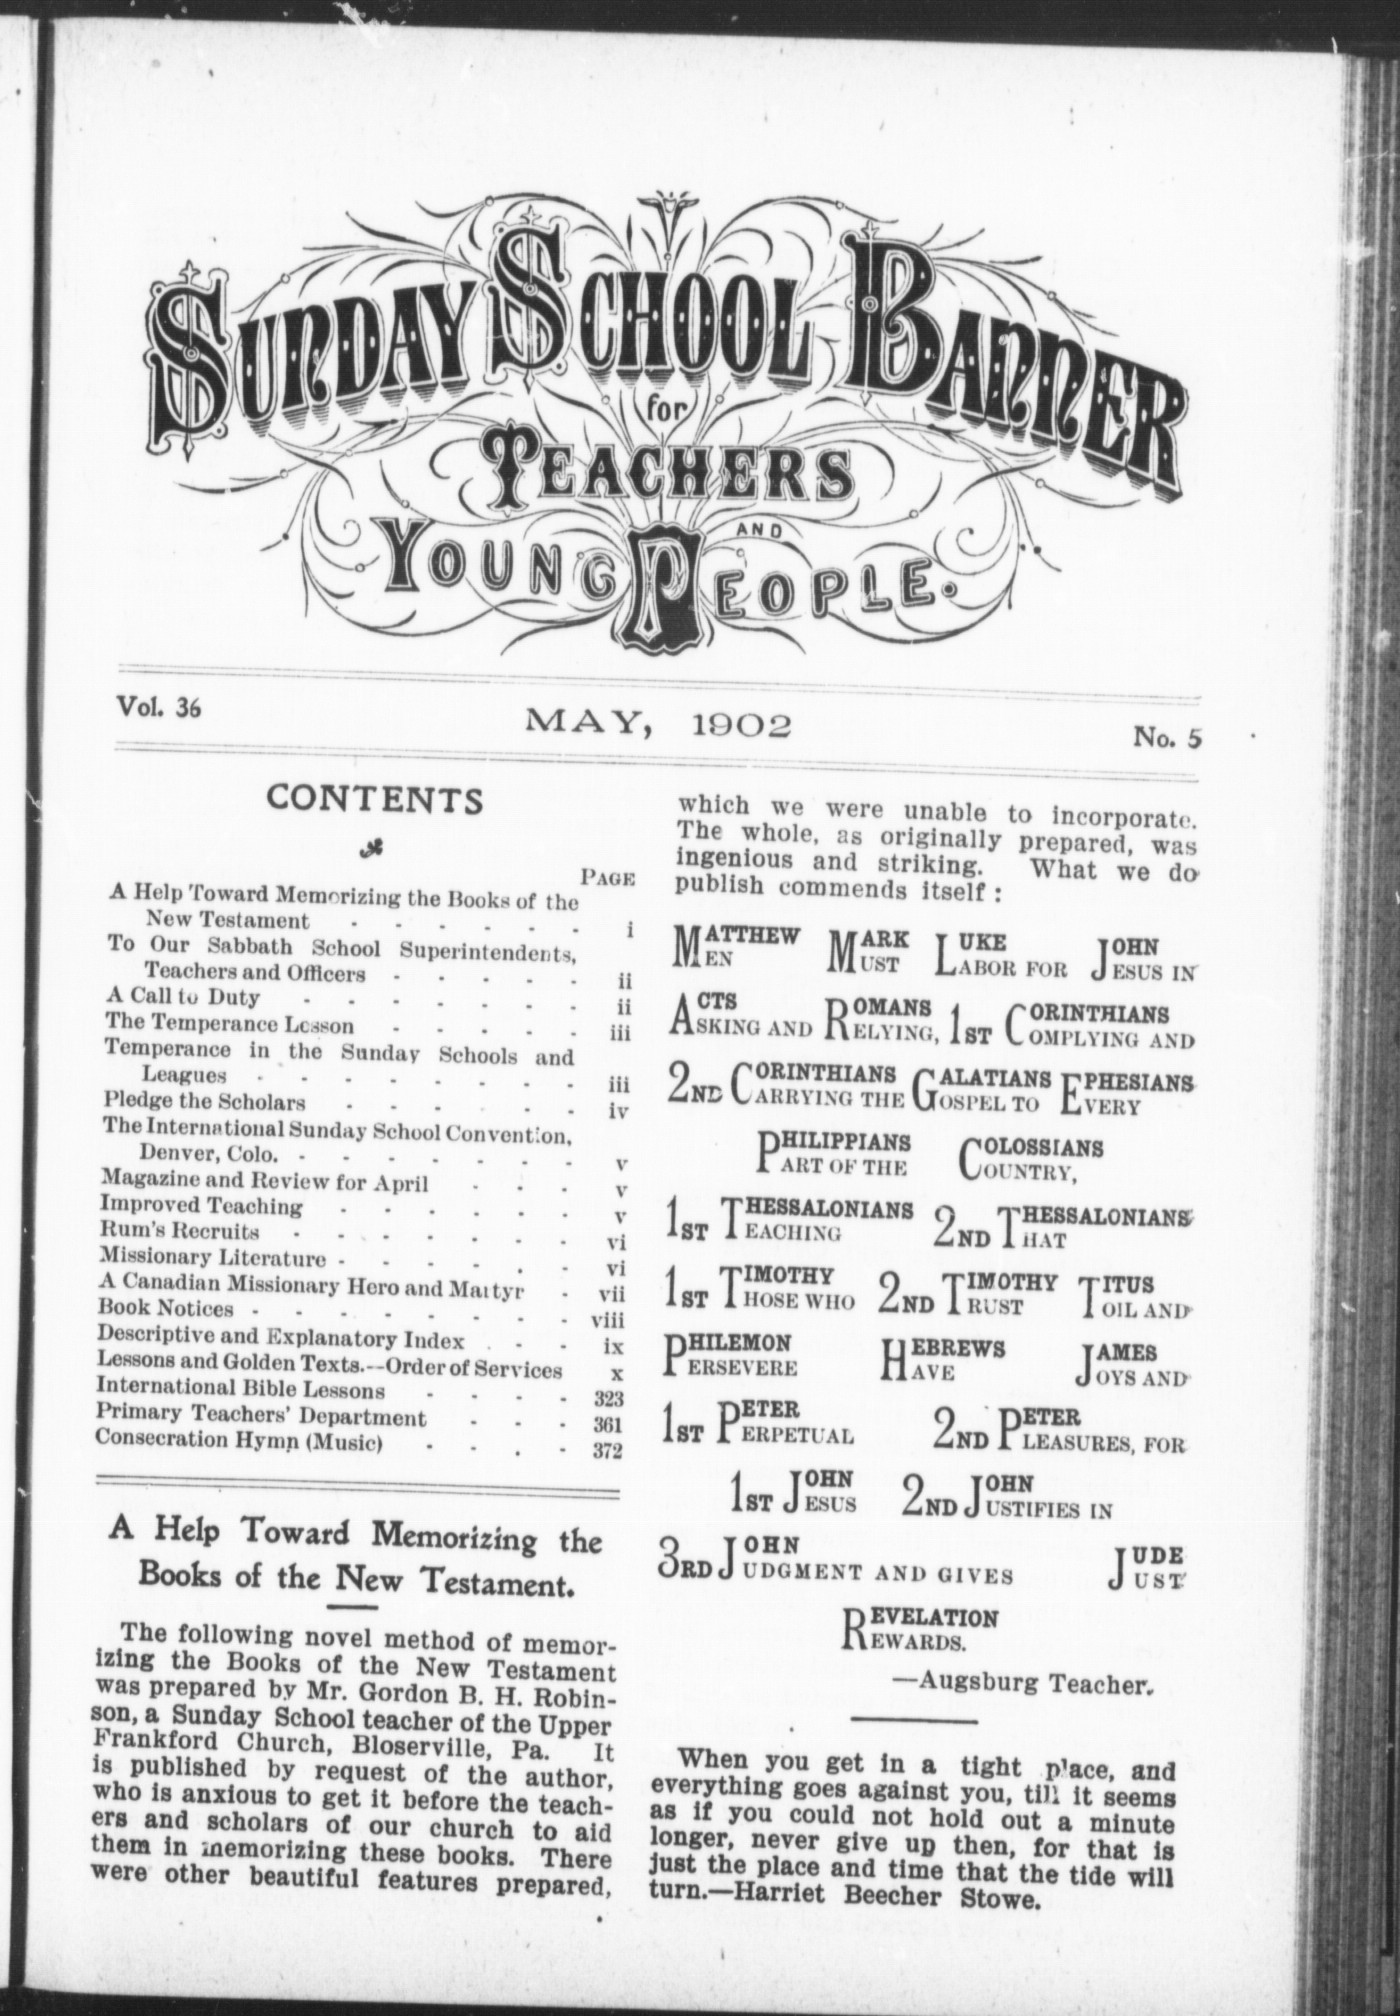 SUNDAY SCHOOL BANNER
for
TEACHERS
AND
YOUNG PEOPLE.
Vol. 36 MAY, 1902 No. 5
CONTENTS
PAGE
A Help Toward Memorizing the Books of the
New Testament - - - - - - i
To Our Sabbath School Superintendents,
Teachers and Officers - - - - - ii
A Call to Duty - - - - - - - ii
The Temperance Lesson - - - - - iii
Temperance in the Sunday Schools and
Leagues - - - - - - - - iii
Pledge the Scholars - - - - - - iv
The International Sunday School Convention,
Denver, Colo. - - - - - - - v
Magazine and Review for April - - - v
Improved Teaching - - - - - - v
Rum's Recruits - - - - - - - vi
Missionary Literature - - - - - - vi
A Canadian Missionary Hero and Martyr - vii
Book Notices - - - - - - - - viii
Descriptive and Explanatory Index - - - ix
Lessons and Golden Texts.--Order of Services x
International Bible Lessons - - - - 323
Primary Teachers' Department - - - 361
Consecration Hymn (Music) - - - - 372
A Help Toward Memorizing the
Books of the New Testament.
The following novel method of memor-
izing the Books of the New Testament
was prepared by Mr. Gordon B. H. Robin-
son, a Sunday School teacher of the Upper
Frankford Church, Bloserville, Pa. It
is published by request of the author,
who is anxious to get it before the teach-
ers and scholars of our church to aid
them in memorizing these books. There
were other beautiful features prepared,
which we were unable to incorporate.
The whole, as originally prepared, was
ingenious and striking. What we do
publish commends itself:
MATTHEW MARK LUKE JOHN
MEN MUST LABOR FOR JESUS IN
ACTS ROMANS 1ST CORINTHIANS
ASKING AND RELYING, COMPLYING AND
2ND CORINTHIANS GALATIANS EPHESIANS
CARRYING THE GOSPEL TO EVERY
PHILIPPIANS COLOSSIANS
PART OF THE COUNTRY,
1ST THESSALONIANS 2ND THESSALONIANS
TEACHING THAT
1ST TIMOTHY 2ND TIMOTHY TITUS
THOSE WHO TRUST TOIL AND
PHILEMON HEBREWS JAMES
PERSEVERE HAVE JOYS AND
1ST PETER 2ND PETER
PERPETUAL PLEASURES, FOR
1ST JOHN 2ND JOHN
JESUS JUSTIFIES IN
3RD JOHN JUDE
JUDGMENT AND GIVES JUST
REVELATION
REWARDS.
—Augsburg Teacher.
When you get in a tight place, and
everything goes against you, till it seems
as if you could not hold out a minute
longer, never give up then, for that is
just the place and time that the tide will
turn.—Harriet Beecher Stowe.